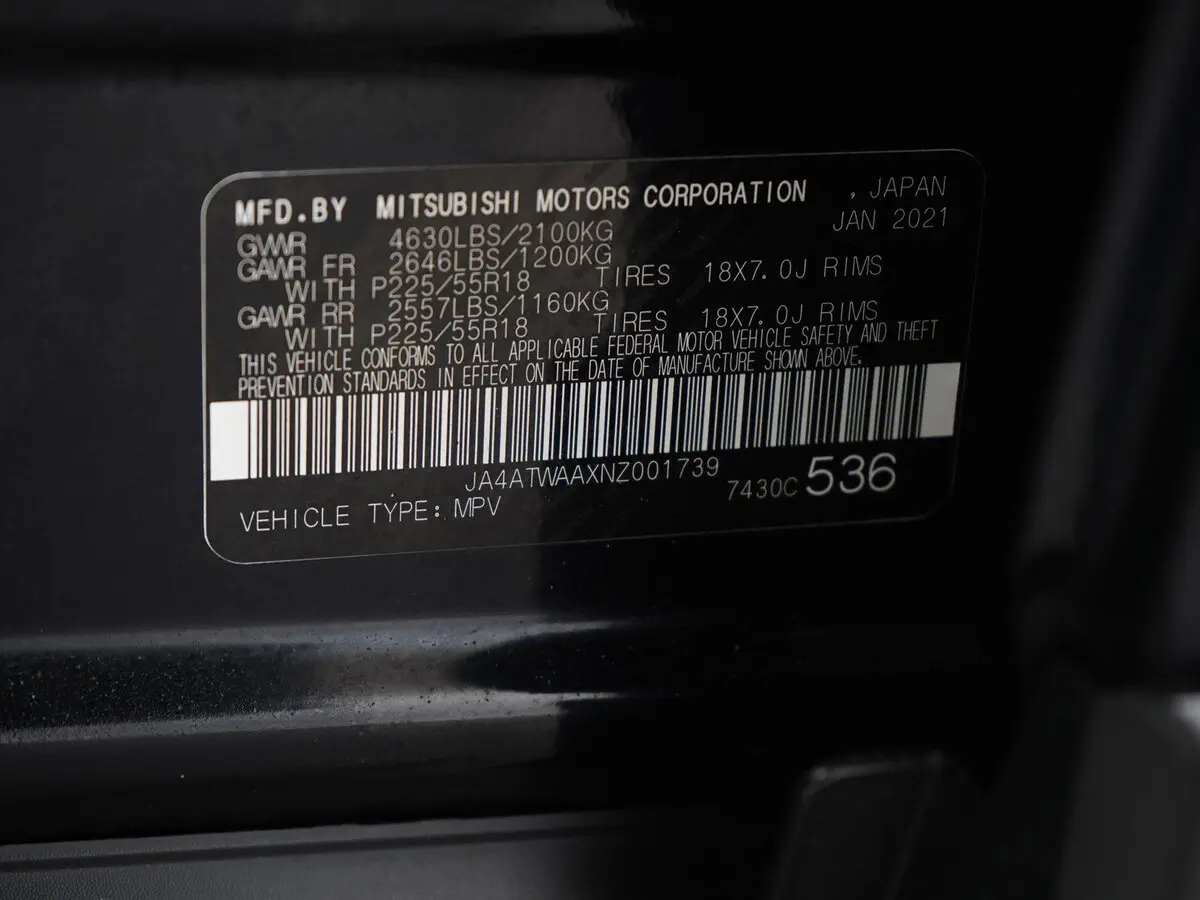 MFD.BY MITSUBISHI MOTORS CORPORATION , JAPAN
JAN 2021
GVWR 4630LBS/2100KG
GAWR FR 2646LBS/1200KG
WITH P225/55R18 TIRES 18X7.0J RIMS
GAWR RR 2557LBS/1160KG
WITH P225/55R18 TIRES 18X7.0J RIMS
THIS VEHICLE CONFORMS TO ALL APPLICABLE FEDERAL MOTOR VEHICLE SAFETY AND THEFT
PREVENTION STANDARDS IN EFFECT ON THE DATE OF MANUFACTURE SHOWN ABOVE.
JA4ATWAAXNZ001739
7430C 536
VEHICLE TYPE: MPV